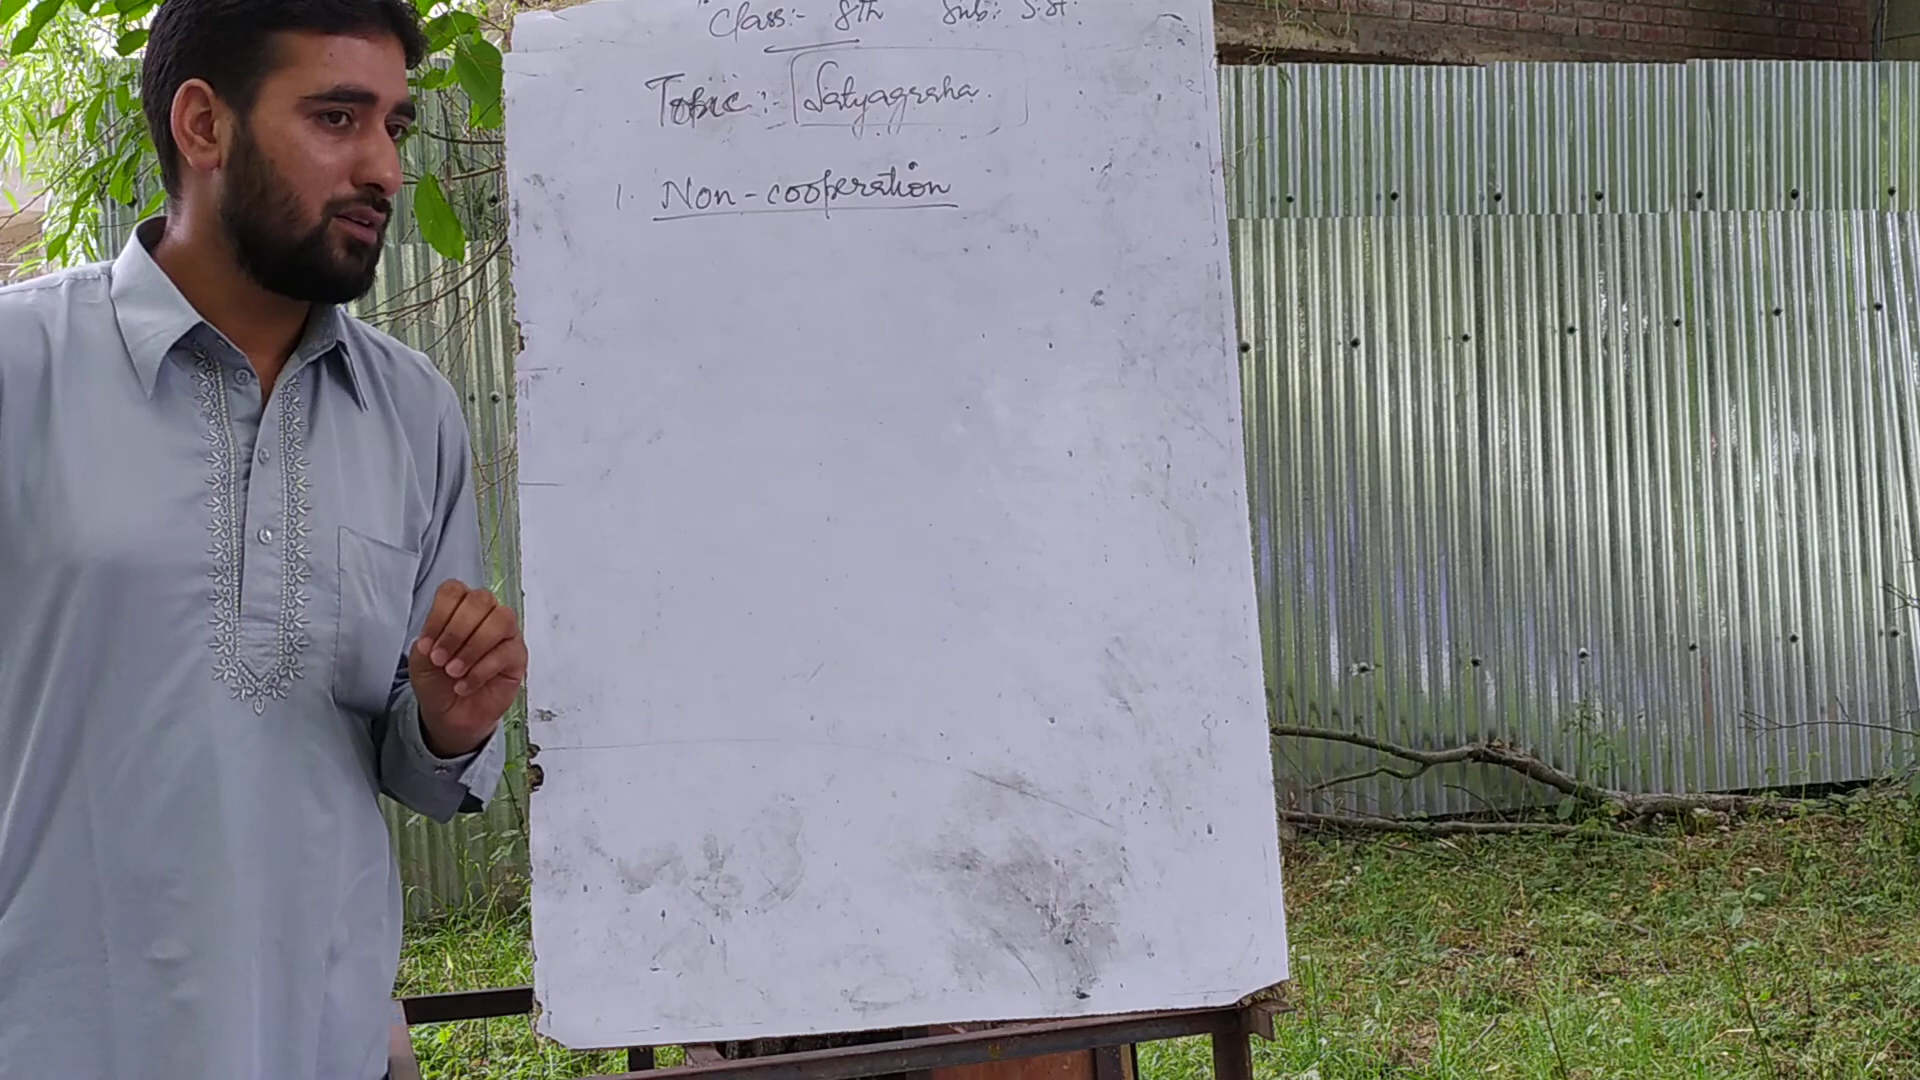 Class:- 8th Sub: S.St.
Topic:- Satyagraha.
1. Non-cooperation